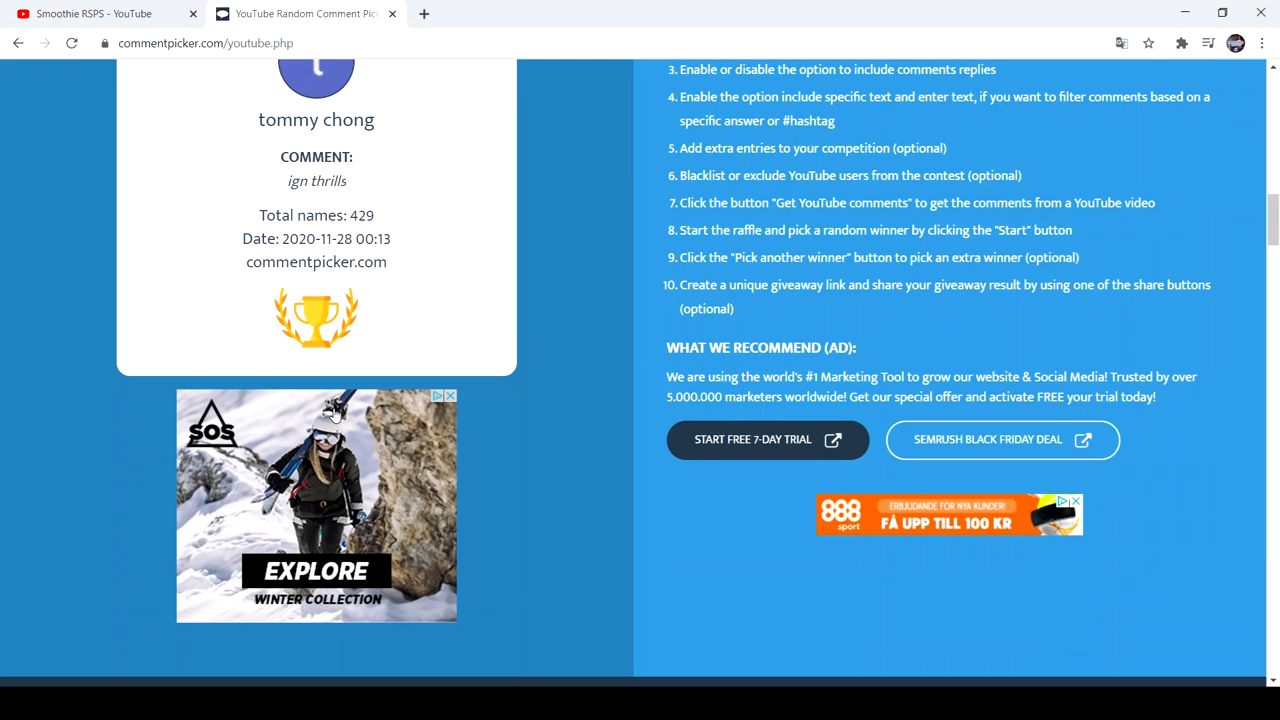 Smoothie RSPS - YouTube
YouTube Random Comment Pic
commentpicker.com/youtube.php
t
tommy chong
COMMENT:
ign thrills
Total names: 429
Date: 2020-11-28 00:13
commentpicker.com
SOS
EXPLORE
WINTER COLLECTION
3. Enable or disable the option to include comments replies
4. Enable the option include specific text and enter text, if you want to filter comments based on a
specific answer or #hashtag
5. Add extra entries to your competition (optional)
6. Blacklist or exclude YouTube users from the contest (optional)
7. Click the button "Get YouTube comments" to get the comments from a YouTube video
8. Start the raffle and pick a random winner by clicking the "Start" button
9. Click the "Pick another winner" button to pick an extra winner (optional)
10. Create a unique giveaway link and share your giveaway result by using one of the share buttons
(optional)
WHAT WE RECOMMEND (AD):
We are using the world's #1 Marketing Tool to grow our website & Social Media! Trusted by over
5.000.000 marketers worldwide! Get our special offer and activate FREE your trial today!
START FREE 7-DAY TRIAL
SEMRUSH BLACK FRIDAY DEAL
888
sport
ERBJUDANDE FÖR NYA KUNDER!
FÅ UPP TILL 100 KR